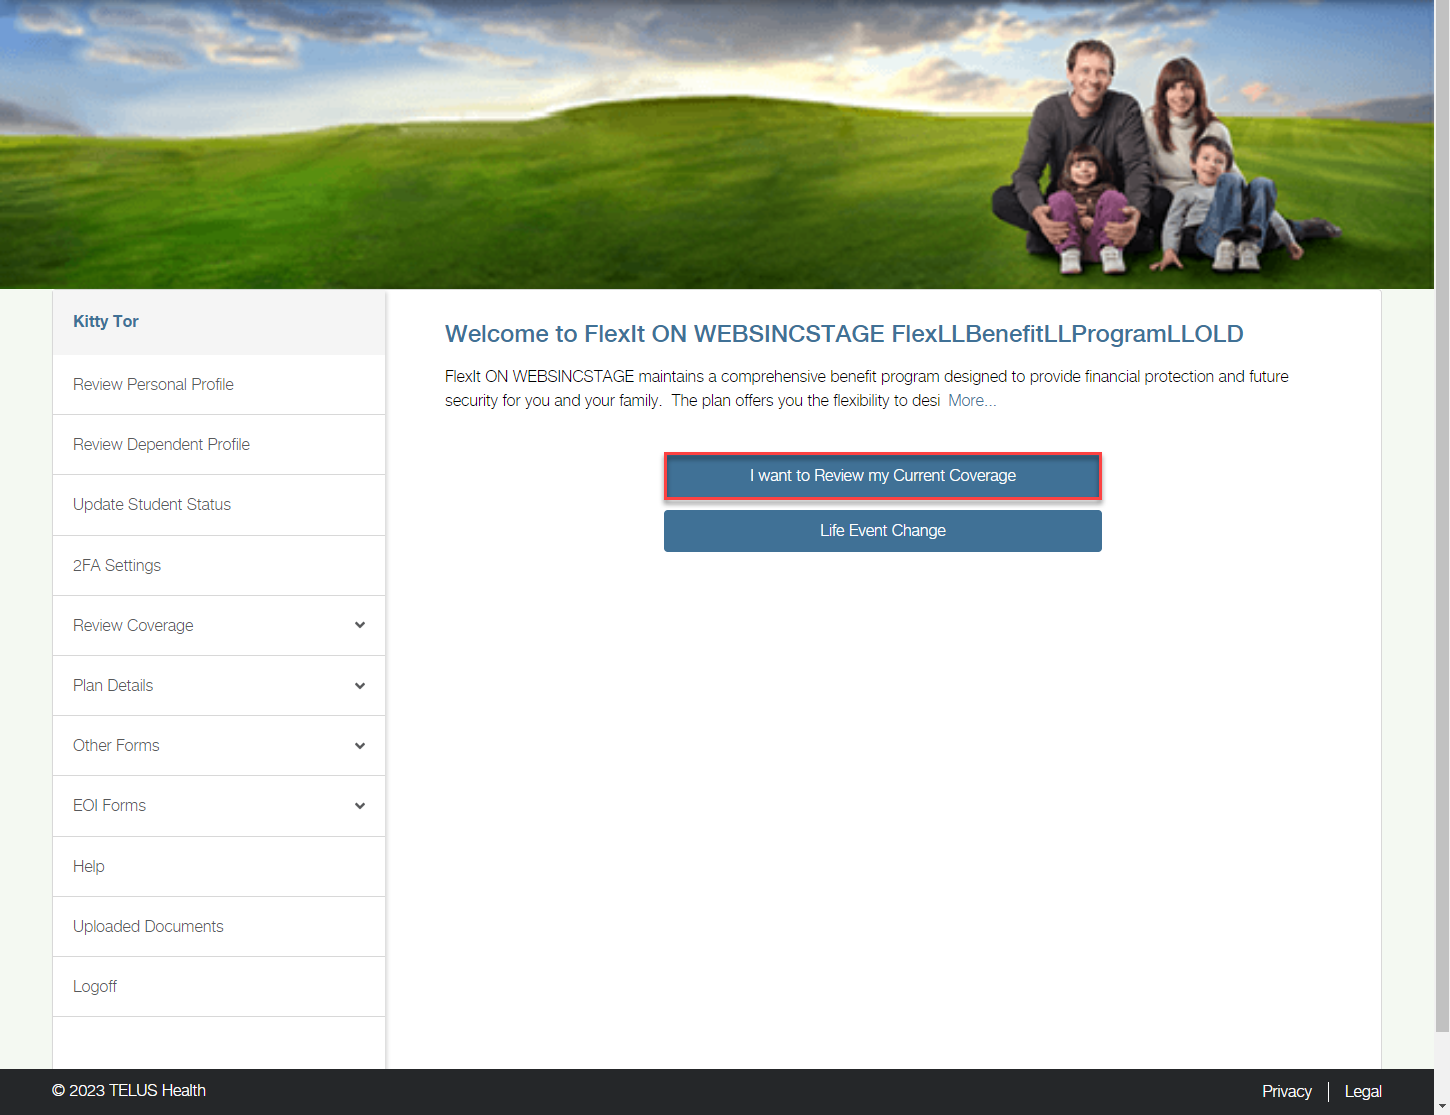 Kitty Tor
Review Personal Profile
Review Dependent Profile
Update Student Status
2FA Settings
Review Coverage
Plan Details
Other Forms
EOI Forms
Help
Uploaded Documents
Logoff
Welcome to FlexIt ON WEBSINCSTAGE FlexLLBenefitLLProgramLLOLD
FlexIt ON WEBSINCSTAGE maintains a comprehensive benefit program designed to provide financial protection and future
security for you and your family. The plan offers you the flexibility to desi More...
I want to Review my Current Coverage
Life Event Change
© 2023 TELUS Health
Privacy | Legal